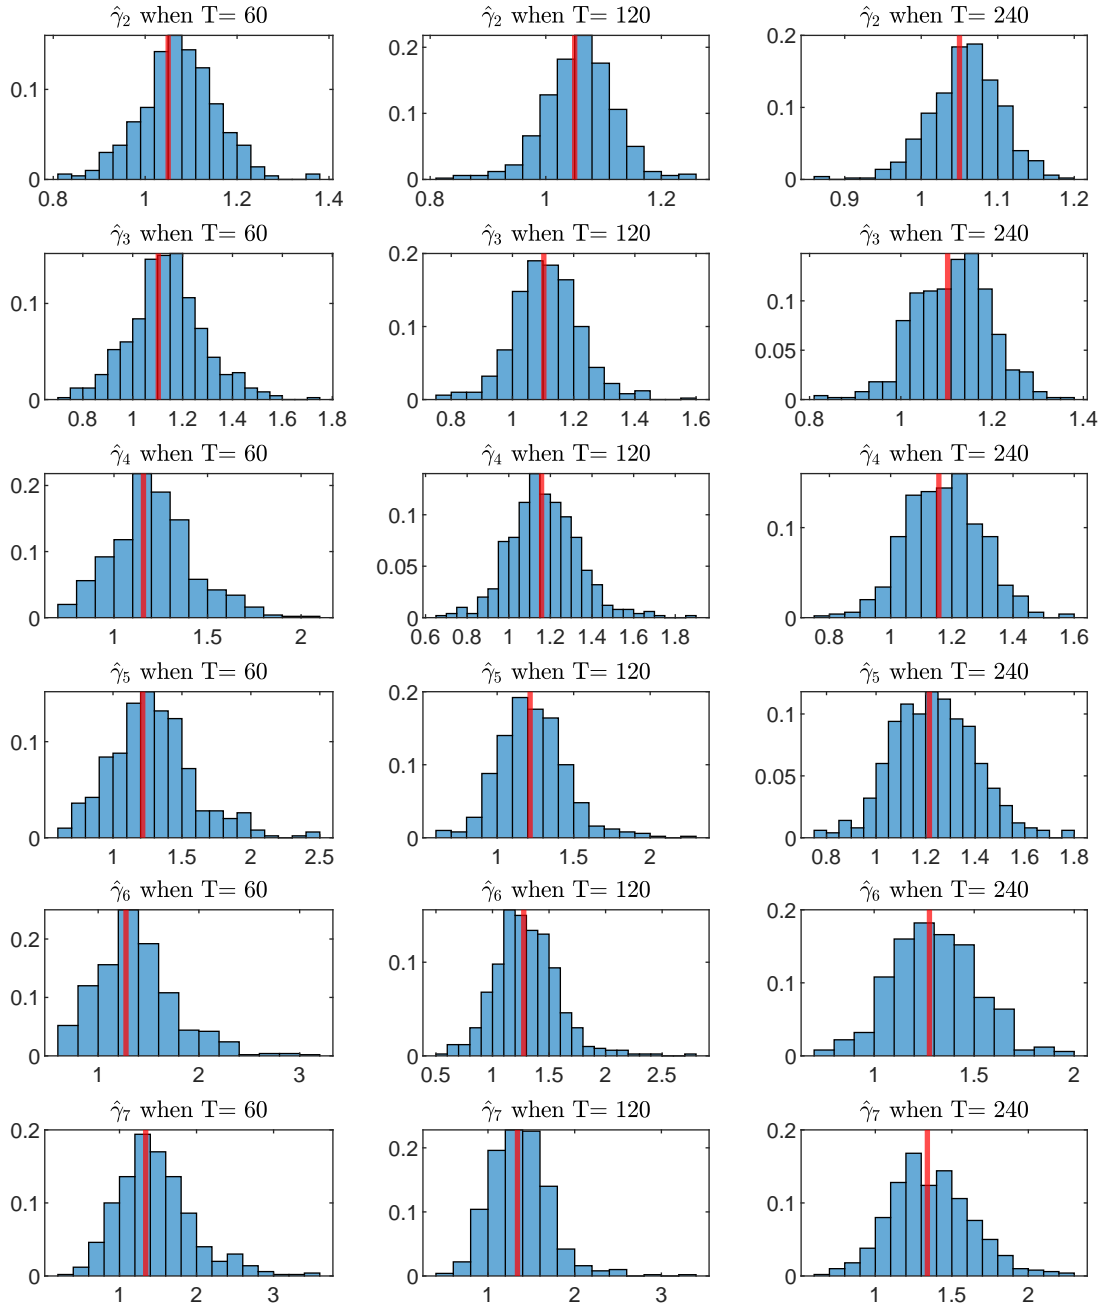 γ̂2 when T= 60 γ̂2 when T= 120 γ̂2 when T= 240
0.1 0.2 0.2
0 0.1 0.1
0 0
0.8 1 1.2 1.4 0.8 1 1.2 0.9 1 1.1 1.2
γ̂3 when T= 60 γ̂3 when T= 120 γ̂3 when T= 240
0.1 0.2 0.1
0 0.1 0.05
0 0
0.8 1 1.2 1.4 1.6 1.8 0.8 1 1.2 1.4 1.6 1 1.2 1.4
γ̂4 when T= 60 γ̂4 when T= 120 γ̂4 when T= 240
0.2 0.1 0.1
0.1 0.05 0
0 0
1 1.5 2 0.6 0.8 1 1.2 1.4 1.6 1.8 0.8 1.2 1.4 1.6
γ̂5 when T= 60 γ̂5 when T= 120 γ̂5 when T= 240
0.1 0.2 0.1
0 0.1 0.05
0 0
1 1.5 2 2.5 1 1.5 2 0.8 1 1.2 1.4 1.6 1.8
γ̂6 when T= 60 γ̂6 when T= 120 γ̂6 when T= 240
0.2 0.1 0.2
0.1 0 0.1
0 0
1 2 3 0.5 1 1.5 2 2.5 1 1.5 2
γ̂7 when T= 60 γ̂7 when T= 120 γ̂7 when T= 240
0.2 0.2 0.2
0.1 0.1 0.1
0 0 0
1 2 3 1 2 3 1 1.5 2